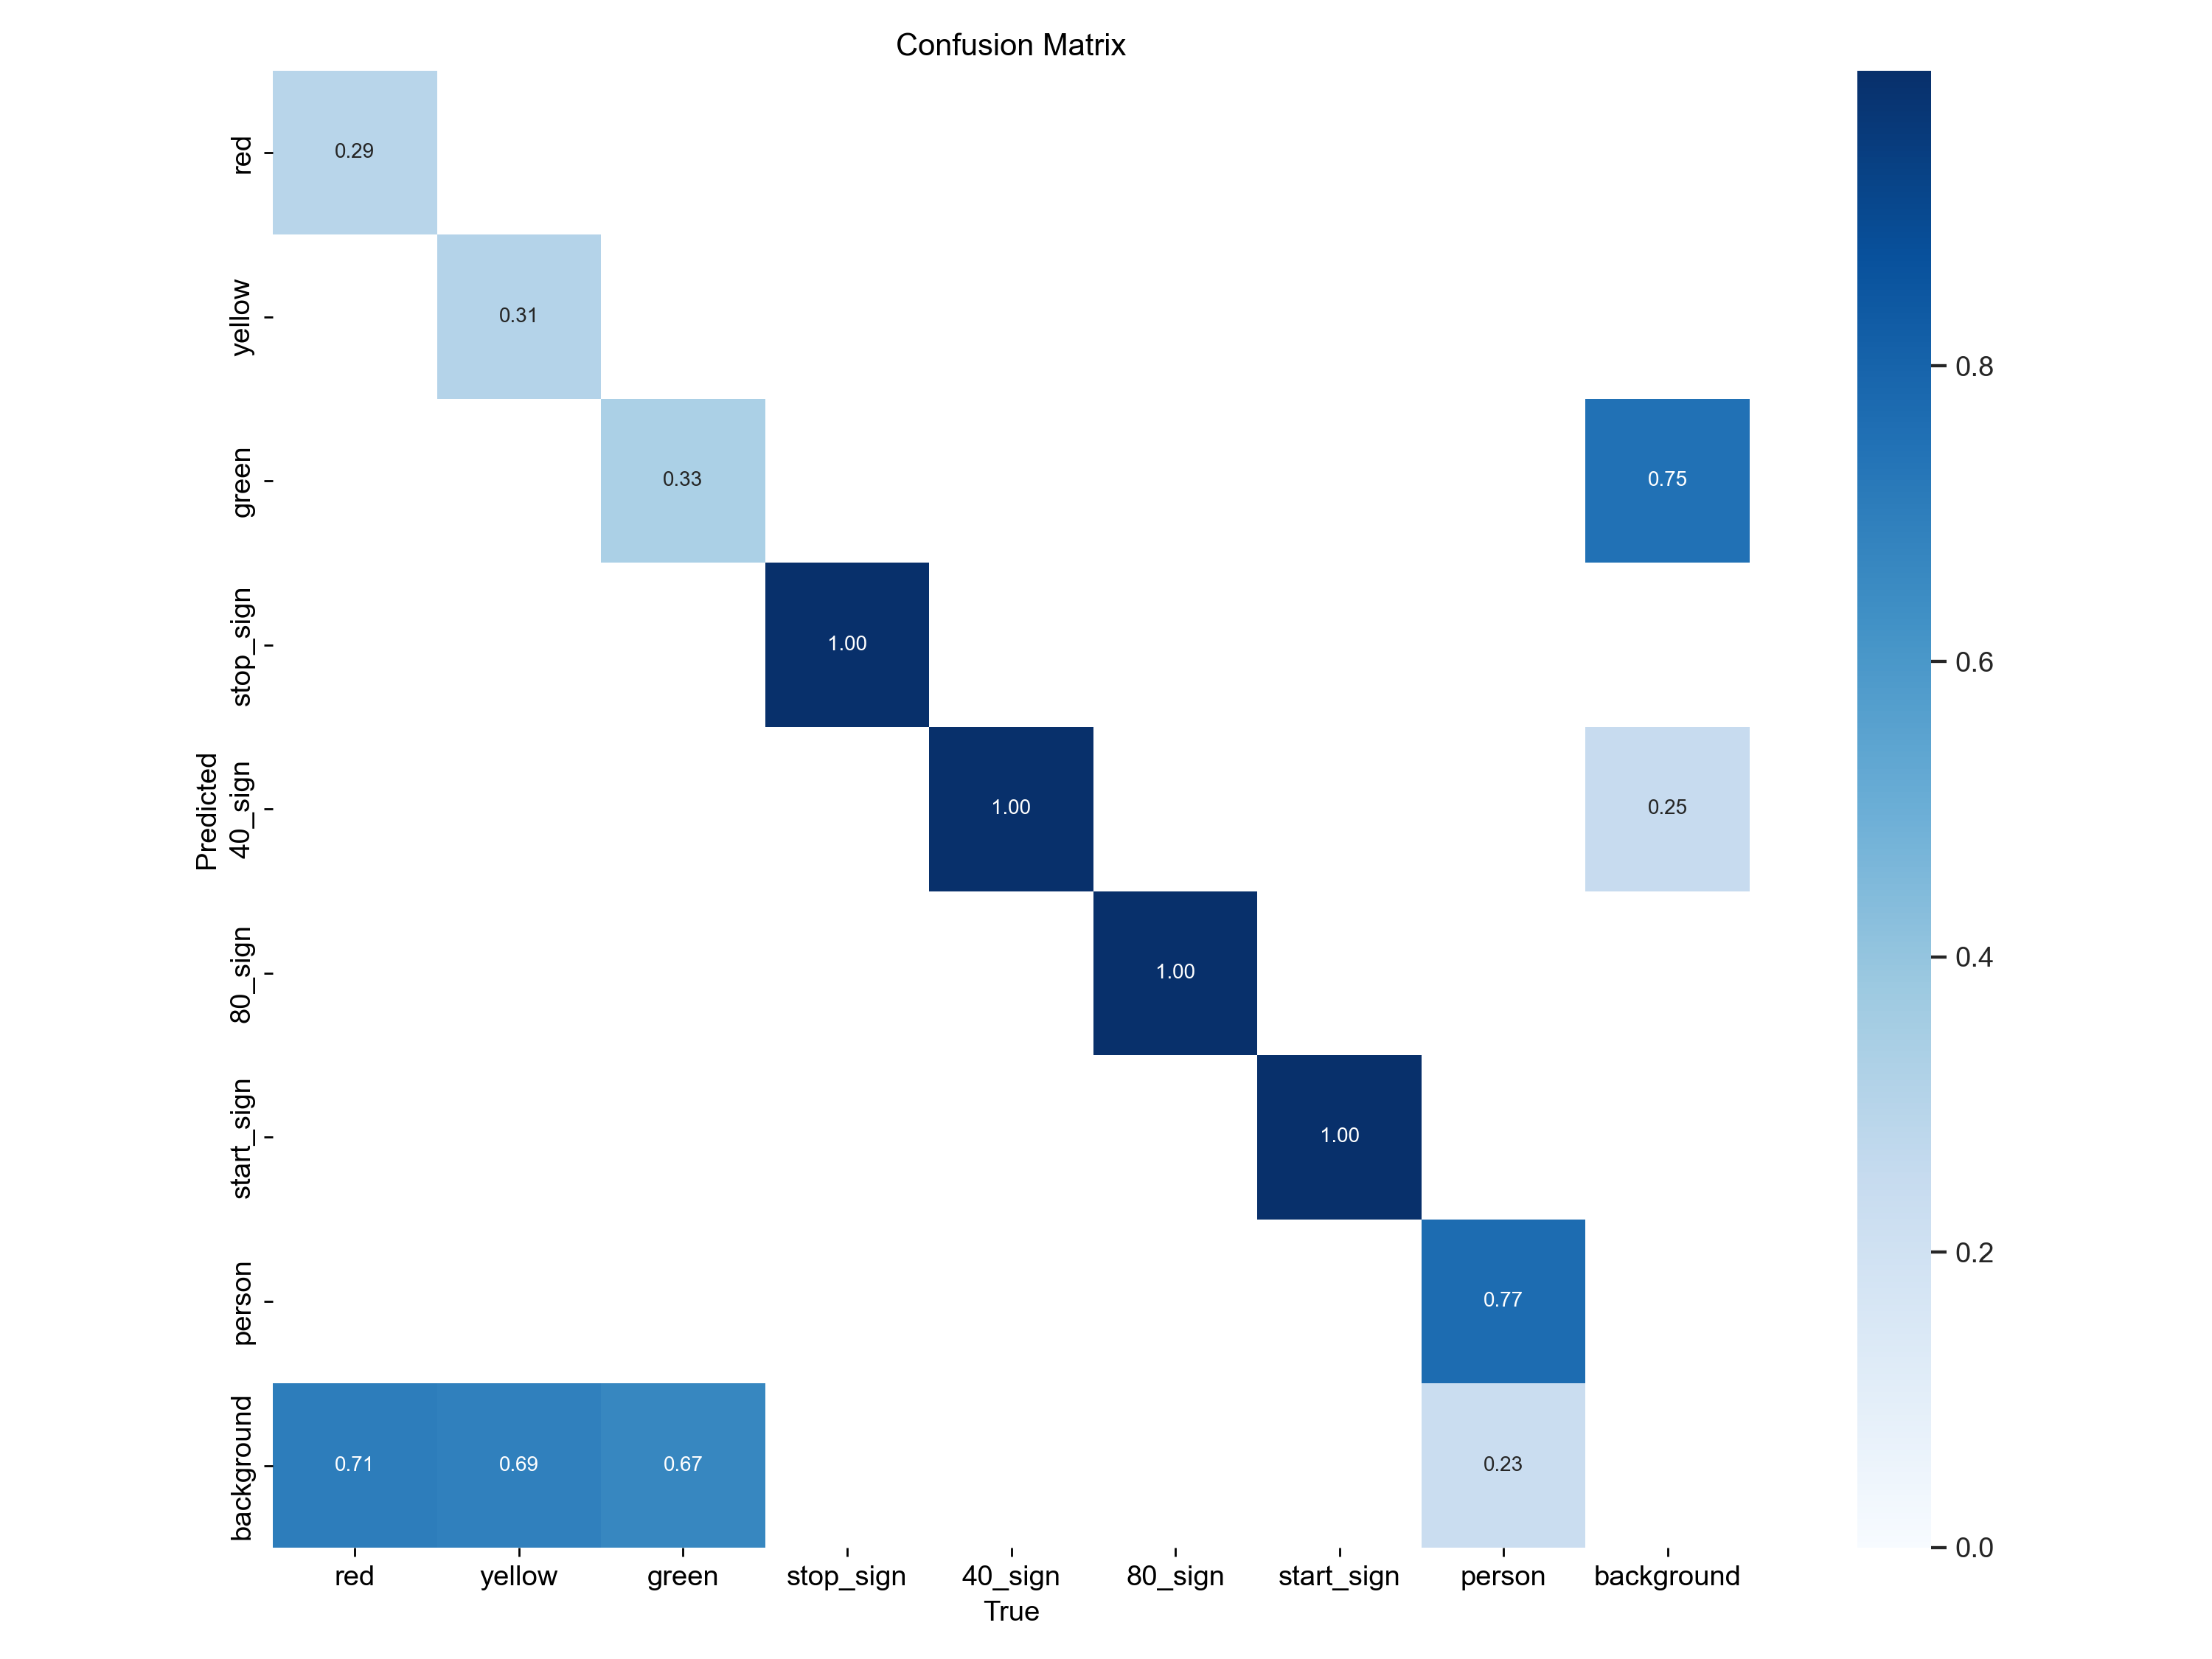 Confusion Matrix
red
0.29
yellow
0.31
green
0.33
0.75
stop_sign
1.00
Predicted
40_sign
1.00
0.25
80_sign
1.00
start_sign
1.00
person
0.77
background
0.71 0.69 0.67 0.23
red yellow green stop_sign 40_sign 80_sign start_sign person background
True
0.8
0.6
0.4
0.2
0.0